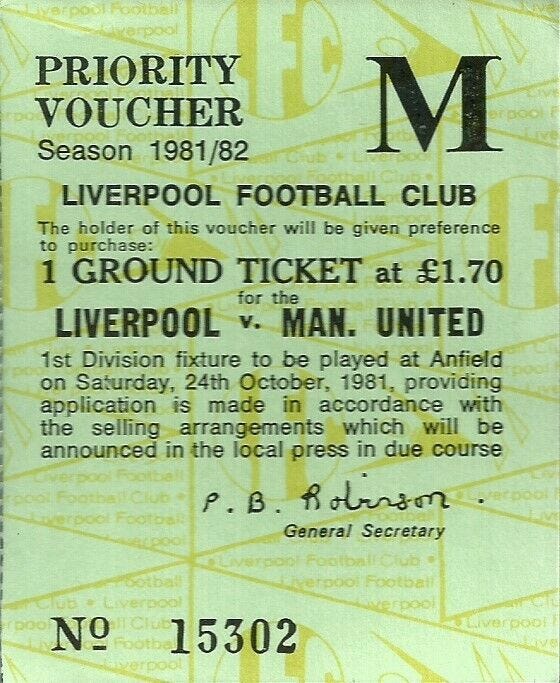 PRIORITY
VOUCHER
M
Season 1981/82
LIVERPOOL FOOTBALL CLUB
The holder of this voucher will be given preference
to purchase:
1 GROUND TICKET at £1.70
for the
LIVERPOOL v. MAN. UNITED
1st Division fixture to be played at Anfield
on Saturday, 24th October, 1981, providing
application is made in accordance with
the selling arrangements which will be
announced in the local press in due course
P. B. Robinson.
General Secretary
Nº 15302